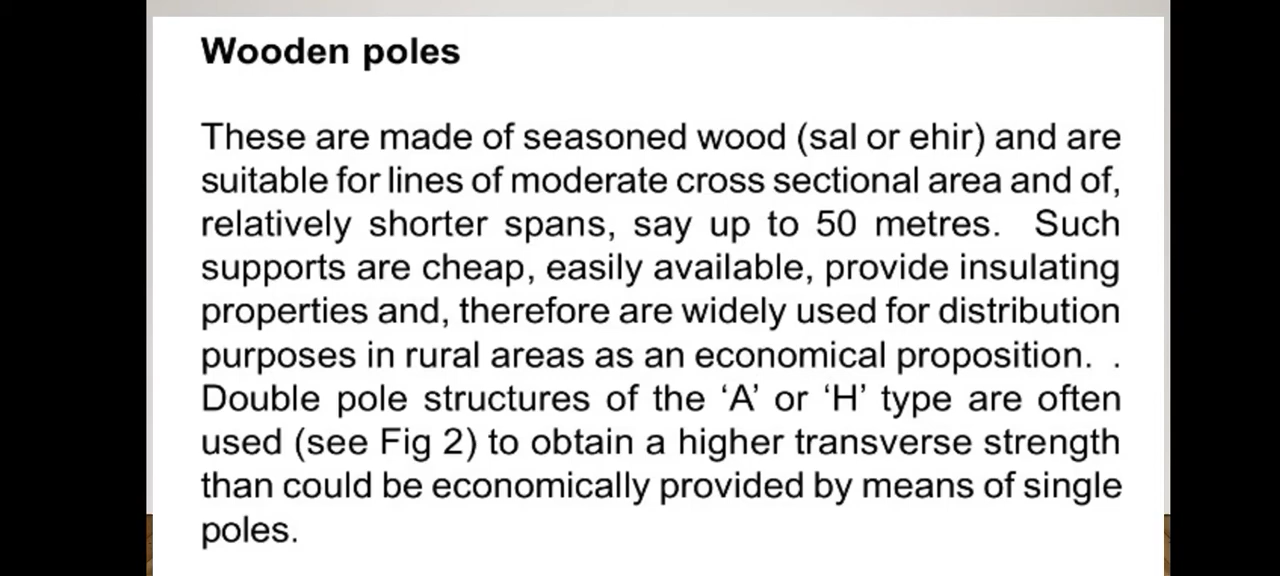 Wooden poles
These are made of seasoned wood (sal or ehir) and are
suitable for lines of moderate cross sectional area and of,
relatively shorter spans, say up to 50 metres. Such
supports are cheap, easily available, provide insulating
properties and, therefore are widely used for distribution
purposes in rural areas as an economical proposition. .
Double pole structures of the ‘A’ or ‘H’ type are often
used (see Fig 2) to obtain a higher transverse strength
than could be economically provided by means of single
poles.